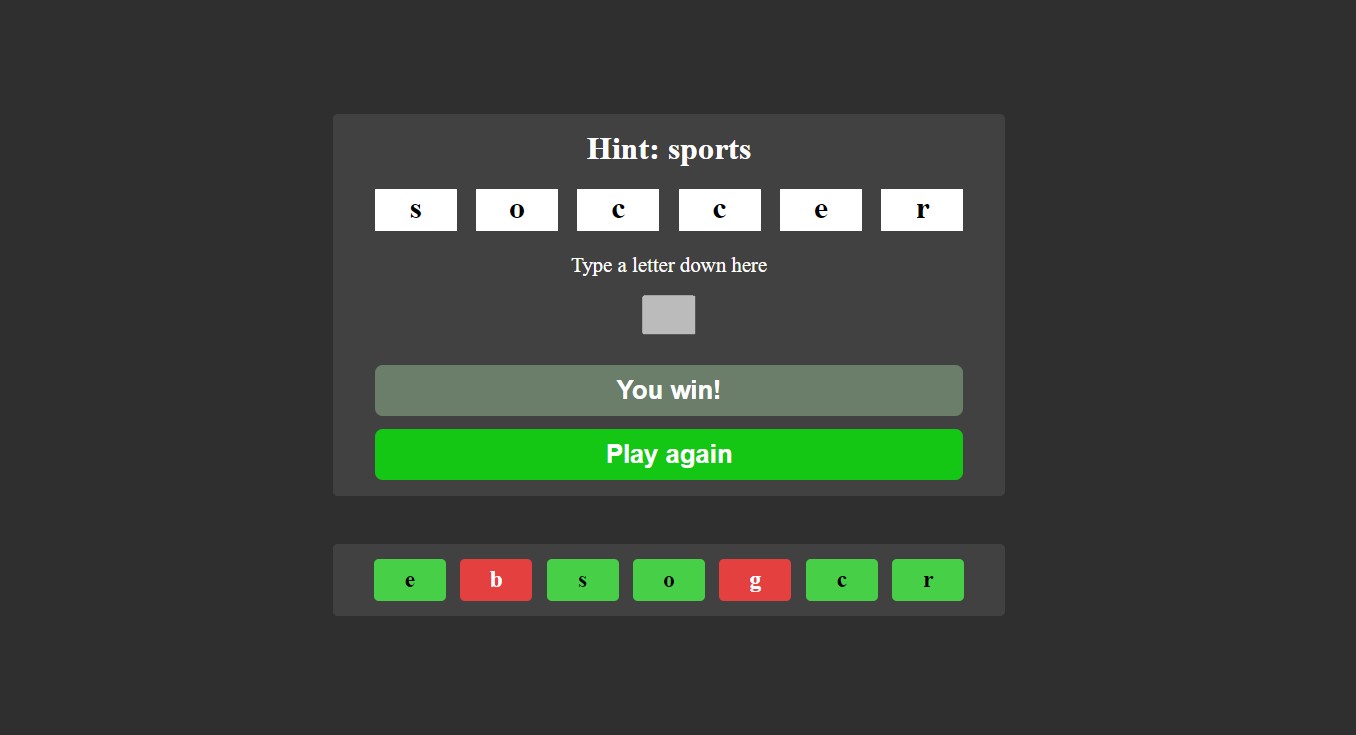 Hint: sports
s o c c e r
Type a letter down here
You win!
Play again
e b s o g c r